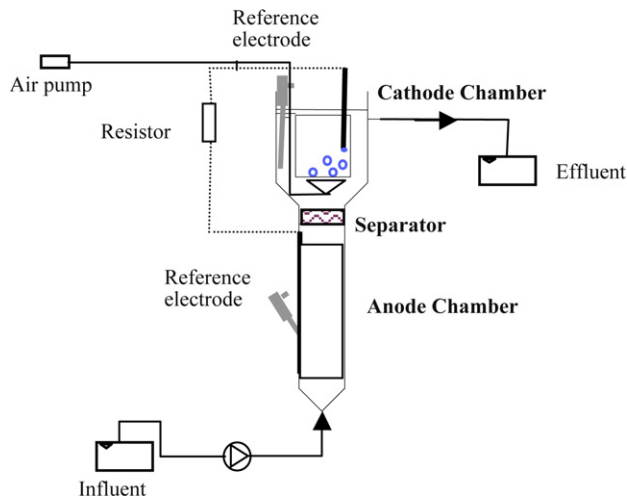 Reference
electrode
Air pump
Cathode Chamber
Resistor
Effluent
Separator
Reference
electrode
Anode Chamber
Influent